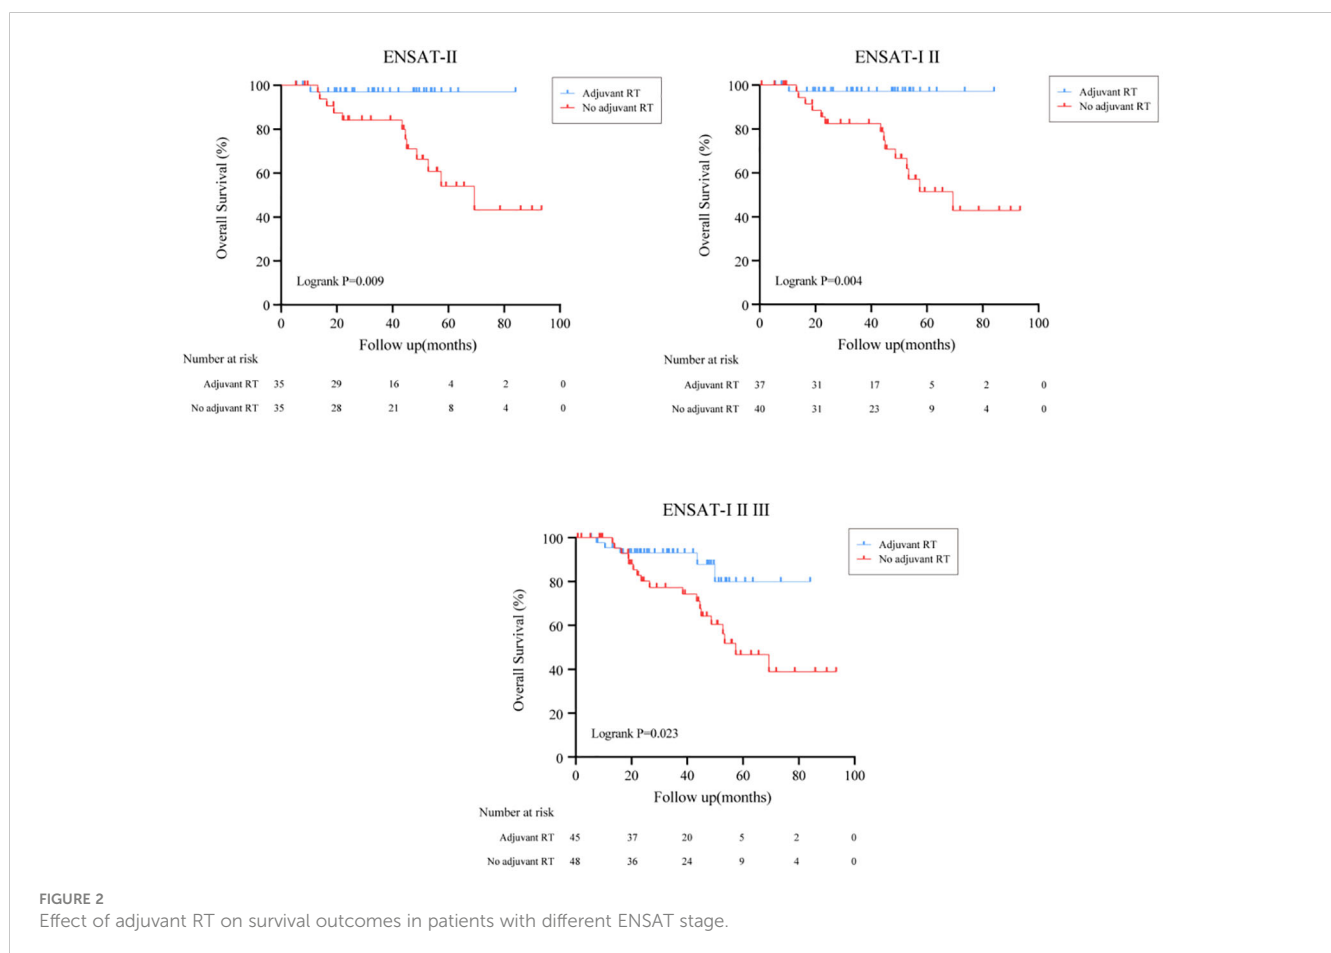 ENSAT-II
100
80
60
40
20
0
Overall Survival (%)
Adjuvant RT
No adjuvant RT
Logrank P=0.009
0 20 40 60 80 100
Follow up(months)
Number at risk
Adjuvant RT 35 29 16 4 2 0
No adjuvant RT 35 28 21 8 4 0
ENSAT-I II
100
80
60
40
20
0
Overall Survival (%)
Adjuvant RT
No adjuvant RT
Logrank P=0.004
0 20 40 60 80 100
Follow up(months)
Number at risk
Adjuvant RT 37 31 17 5 2 0
No adjuvant RT 40 31 23 9 4 0
ENSAT-I II III
100
80
60
40
20
0
Overall Survival (%)
Adjuvant RT
No adjuvant RT
Logrank P=0.023
0 20 40 60 80 100
Follow up(months)
Number at risk
Adjuvant RT 45 37 20 5 2 0
No adjuvant RT 48 36 24 9 4 0
FIGURE 2
Effect of adjuvant RT on survival outcomes in patients with different ENSAT stage.